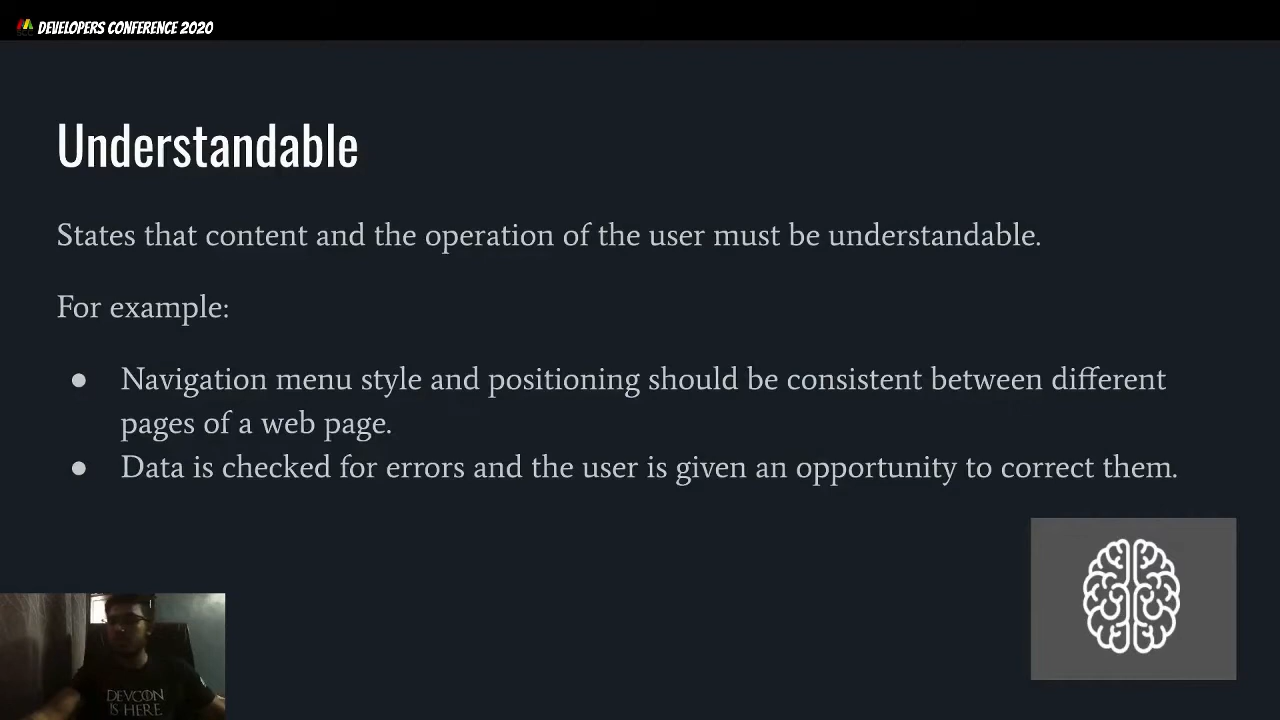 DEVELOPERS CONFERENCE 2020
Understandable
States that content and the operation of the user must be understandable.
For example:
● Navigation menu style and positioning should be consistent between different
pages of a web page.
● Data is checked for errors and the user is given an opportunity to correct them.
DEVCON
IS HERE